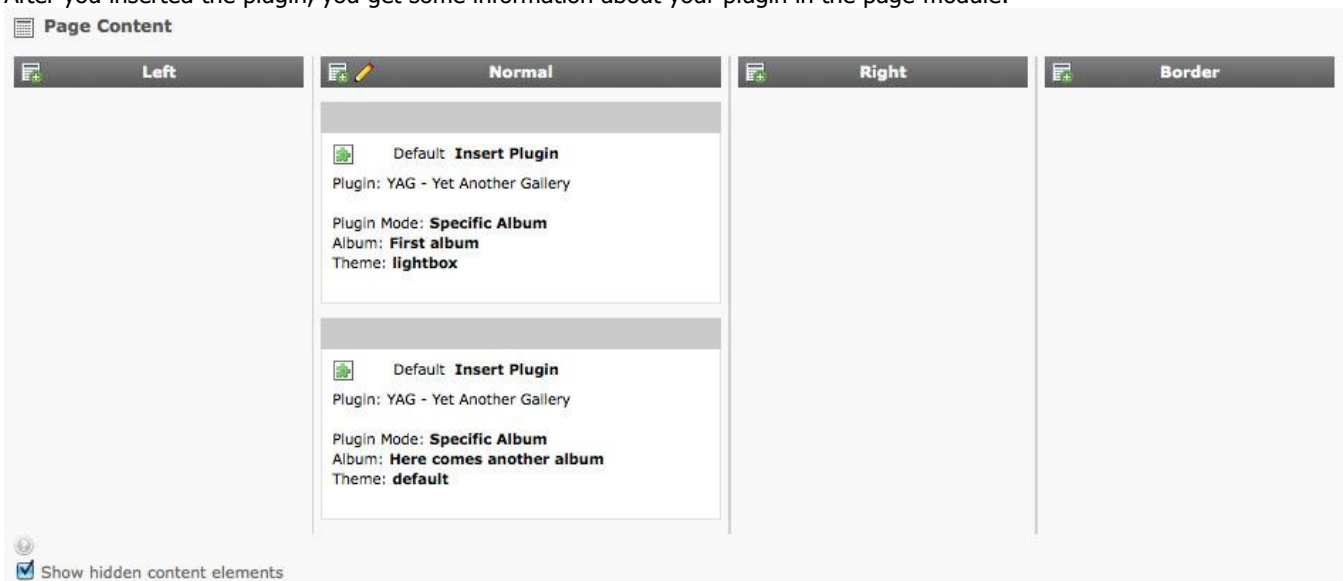 After you inserted the plugin, you get some information about your plugin in the page module.
Page Content
Left
Normal
Right
Border
Default Insert Plugin
Plugin: YAG - Yet Another Gallery
Plugin Mode: Specific Album
Album: First album
Theme: lightbox
Default Insert Plugin
Plugin: YAG - Yet Another Gallery
Plugin Mode: Specific Album
Album: Here comes another album
Theme: default
Show hidden content elements